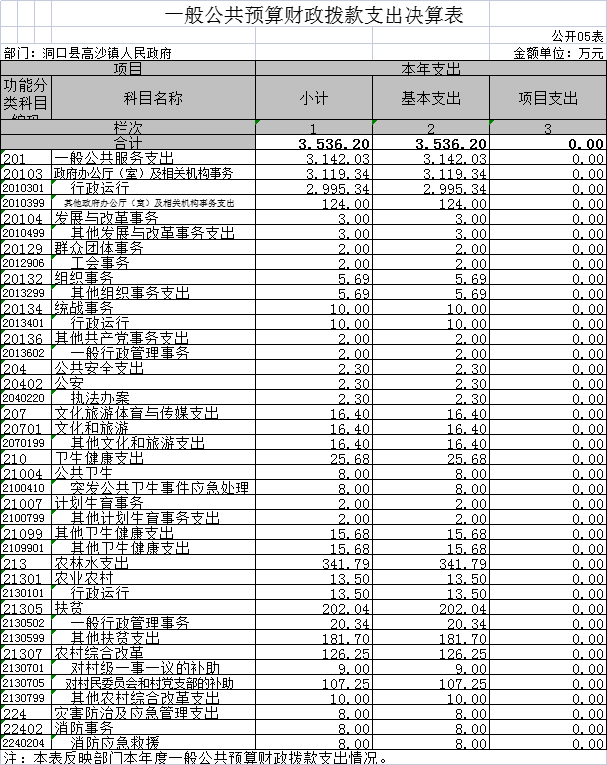 一般公共预算财政拨款支出决算表
公开05表
部门：洞口县高沙镇人民政府 金额单位：万元
项目 本年支出
功能分类科目 科目名称 小计 基本支出 项目支出
栏次 1 2 3
合计 3,536.20 3,536.20 0.00
201 一般公共服务支出 3,142.03 3,142.03 0.00
20103 政府办公厅（室）及相关机构事务 3,119.34 3,119.34 0.00
2010301 行政运行 2,995.34 2,995.34 0.00
2010399 其他政府办公厅（室）及相关机构事务支出 124.00 124.00 0.00
20104 发展与改革事务 3.00 3.00 0.00
2010499 其他发展与改革事务支出 3.00 3.00 0.00
20129 群众团体事务 2.00 2.00 0.00
2012906 工会事务 2.00 2.00 0.00
20132 组织事务 5.69 5.69 0.00
2013299 其他组织事务支出 5.69 5.69 0.00
20134 统战事务 10.00 10.00 0.00
2013401 行政运行 10.00 10.00 0.00
20136 其他共产党事务支出 2.00 2.00 0.00
2013602 一般行政管理事务 2.00 2.00 0.00
204 公共安全支出 2.30 2.30 0.00
20402 公安 2.30 2.30 0.00
2040220 执法办案 2.30 2.30 0.00
207 文化旅游体育与传媒支出 16.40 16.40 0.00
20701 文化和旅游 16.40 16.40 0.00
2070199 其他文化和旅游支出 16.40 16.40 0.00
210 卫生健康支出 25.68 25.68 0.00
21004 公共卫生 8.00 8.00 0.00
2100410 突发公共卫生事件应急处理 8.00 8.00 0.00
21007 计划生育事务 2.00 2.00 0.00
2100799 其他计划生育事务支出 2.00 2.00 0.00
21099 其他卫生健康支出 15.68 15.68 0.00
2109901 其他卫生健康支出 15.68 15.68 0.00
213 农林水支出 341.79 341.79 0.00
21301 农业农村 13.50 13.50 0.00
2130101 行政运行 13.50 13.50 0.00
21305 扶贫 202.04 202.04 0.00
2130502 一般行政管理事务 20.34 20.34 0.00
2130599 其他扶贫支出 181.70 181.70 0.00
21307 农村综合改革 126.25 126.25 0.00
2130701 对村级一事一议的补助 9.00 9.00 0.00
2130705 对村民委员会和村党支部的补助 107.25 107.25 0.00
2130799 其他农村综合改革支出 10.00 10.00 0.00
224 灾害防治及应急管理支出 8.00 8.00 0.00
22402 消防事务 8.00 8.00 0.00
2240204 消防应急救援 8.00 8.00 0.00
注：本表反映部门本年度一般公共预算财政拨款支出情况。